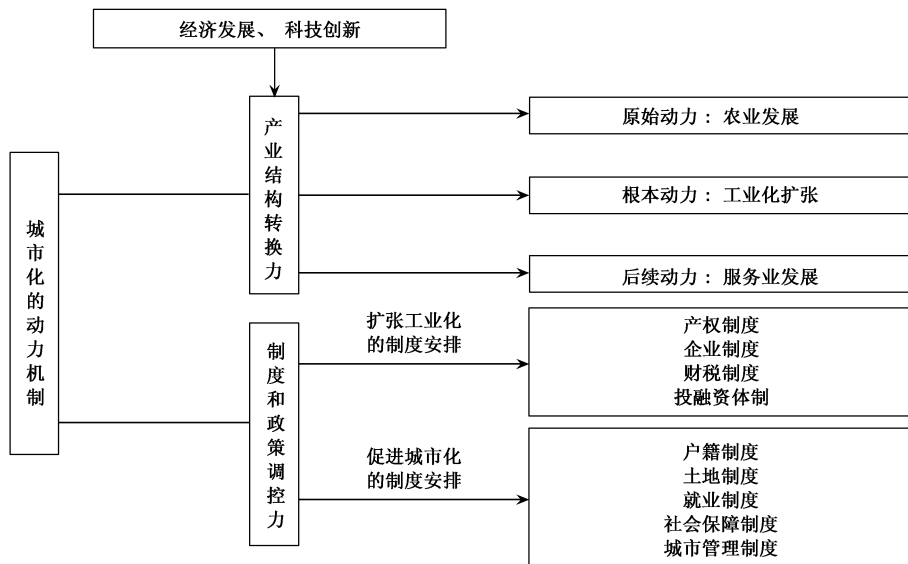 经济发展、 科技创新
城市化的动力机制
产业结构转换力
原始动力：农业发展
根本动力：工业化扩张
后续动力：服务业发展
制度和政策调控力
扩张工业化
的制度安排
产权制度
企业制度
财税制度
投融资体制
促进城市化
的制度安排
户籍制度
土地制度
就业制度
社会保障制度
城市管理制度